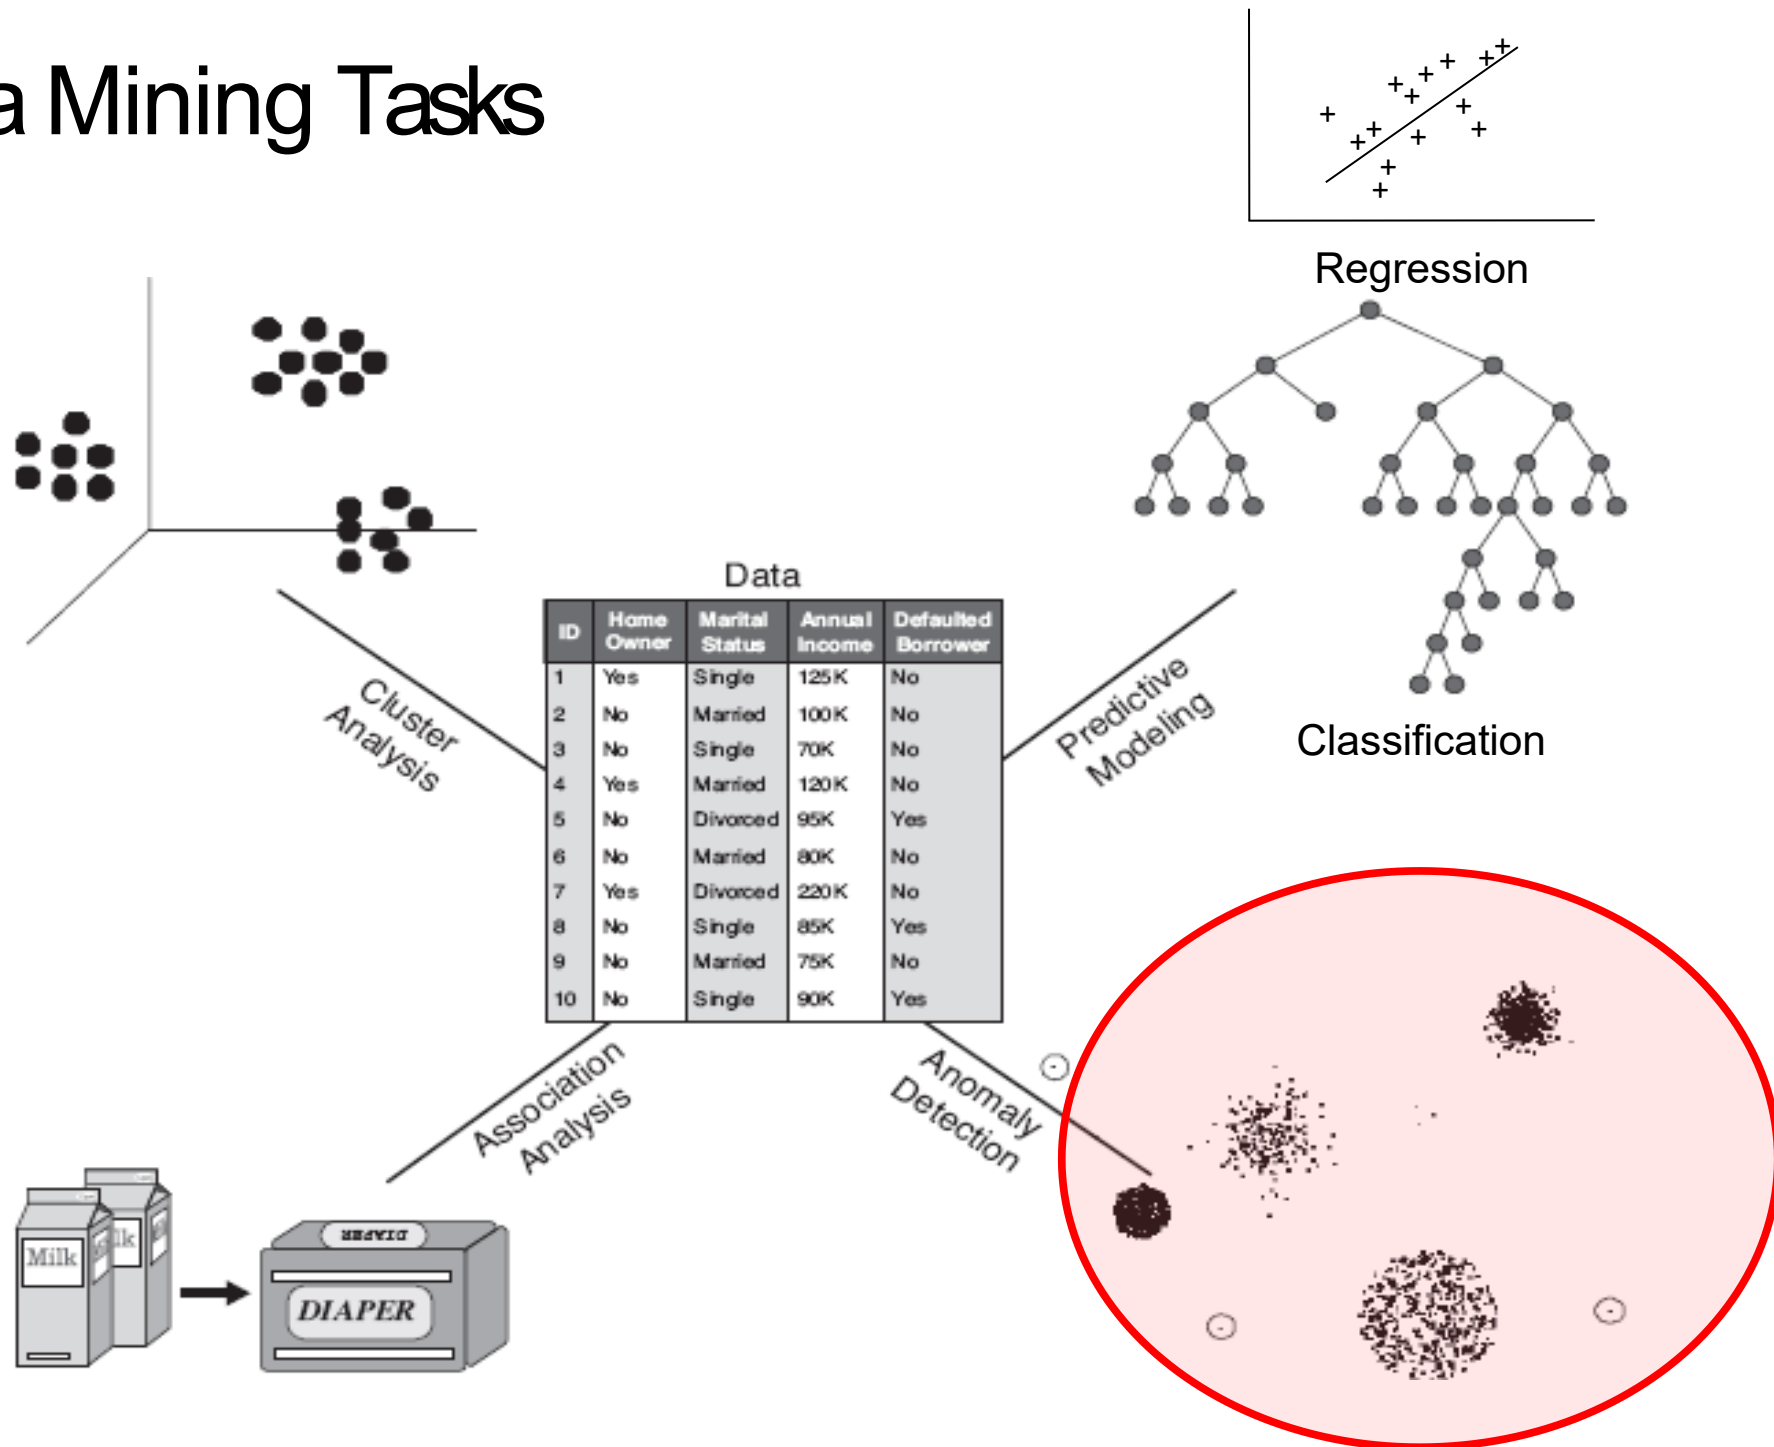 a Mining Tasks
Regression
Classification
Data
ID Home Owner Marital Status Annual Income Defaulted Borrower
1 Yes Single 125K No
2 No Married 100K No
3 No Single 70K No
4 Yes Married 120K No
5 No Divorced 95K Yes
6 No Married 80K No
7 Yes Divorced 220K No
8 No Single 85K Yes
9 No Married 75K No
10 No Single 90K Yes
Cluster
Analysis
Predictive
Modeling
Association
Analysis
Anomaly
Detection
Milk
lk
DIAPER
DIAPER